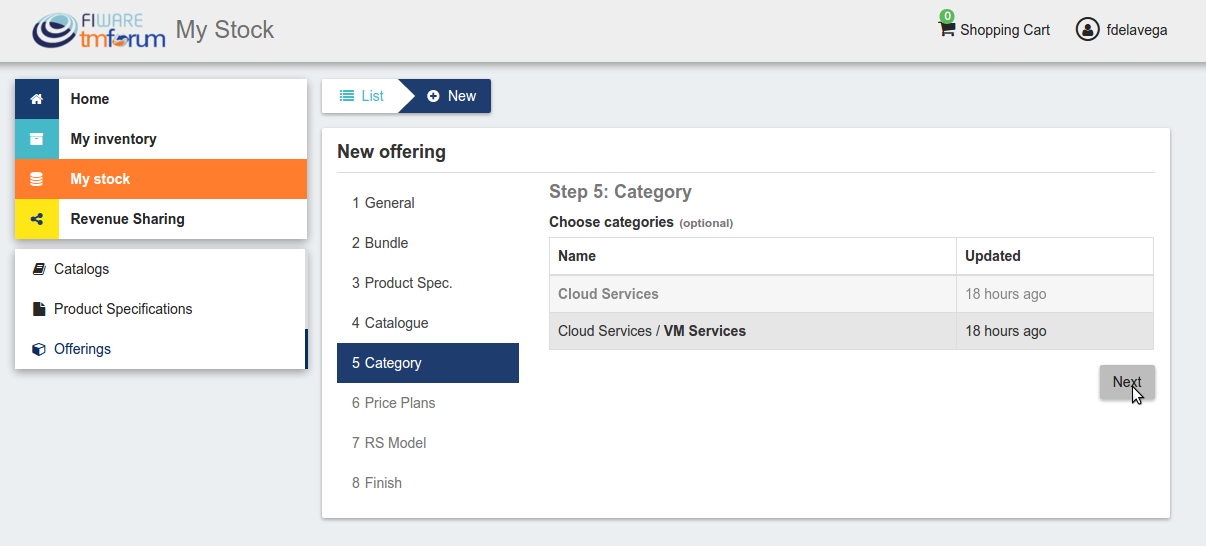 FIWARE
tmforum
My Stock
0
Shopping Cart
fdelavega
Home
My inventory
My stock
Revenue Sharing
Catalogs
Product Specifications
Offerings
List
New
New offering
1 General
2 Bundle
3 Product Spec.
4 Catalogue
5 Category
6 Price Plans
7 RS Model
8 Finish
Step 5: Category
Choose categories (optional)
Name Updated
Cloud Services 18 hours ago
Cloud Services / VM Services 18 hours ago
Next